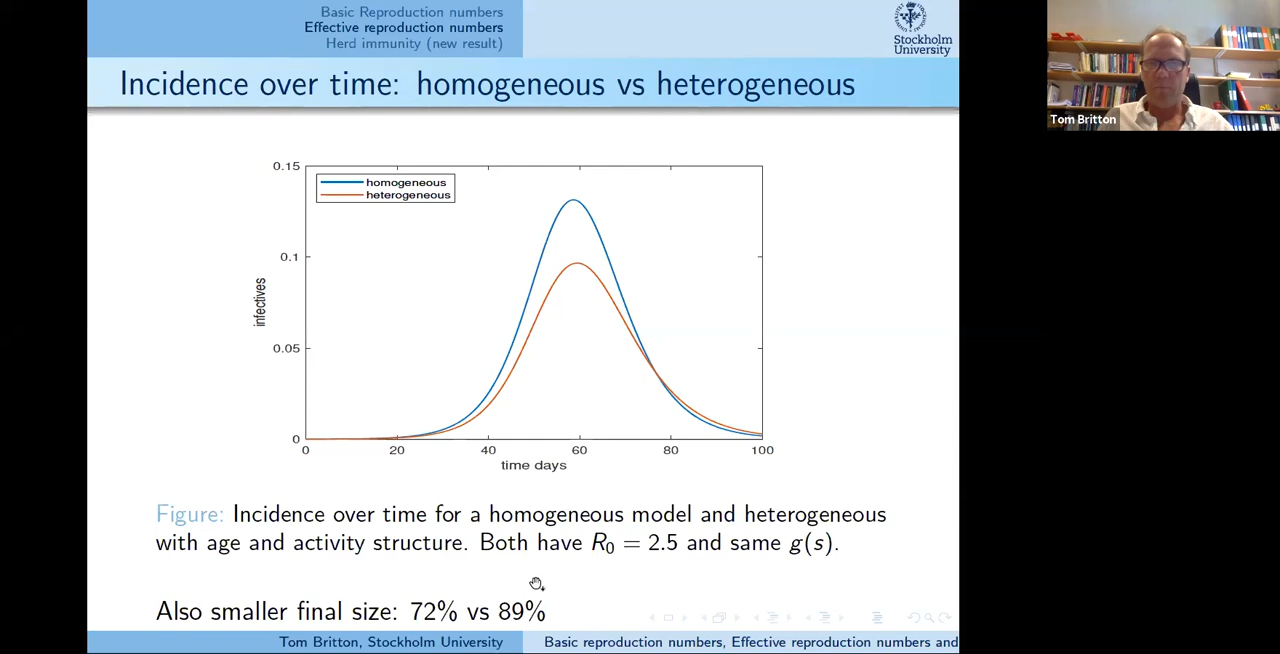 Basic Reproduction numbers
Effective reproduction numbers
Herd immunity (new result)
Stockholm
University
Incidence over time: homogeneous vs heterogeneous
0.15
0.1
0.05
0
infectives
homogeneous
heterogeneous
0 20 40 60 80 100
time days
Figure: Incidence over time for a homogeneous model and heterogeneous
with age and activity structure. Both have R₀ = 2.5 and same g(s).
Also smaller final size: 72% vs 89%
Tom Britton, Stockholm University
Basic reproduction numbers, Effective reproduction numbers and
Tom Britton